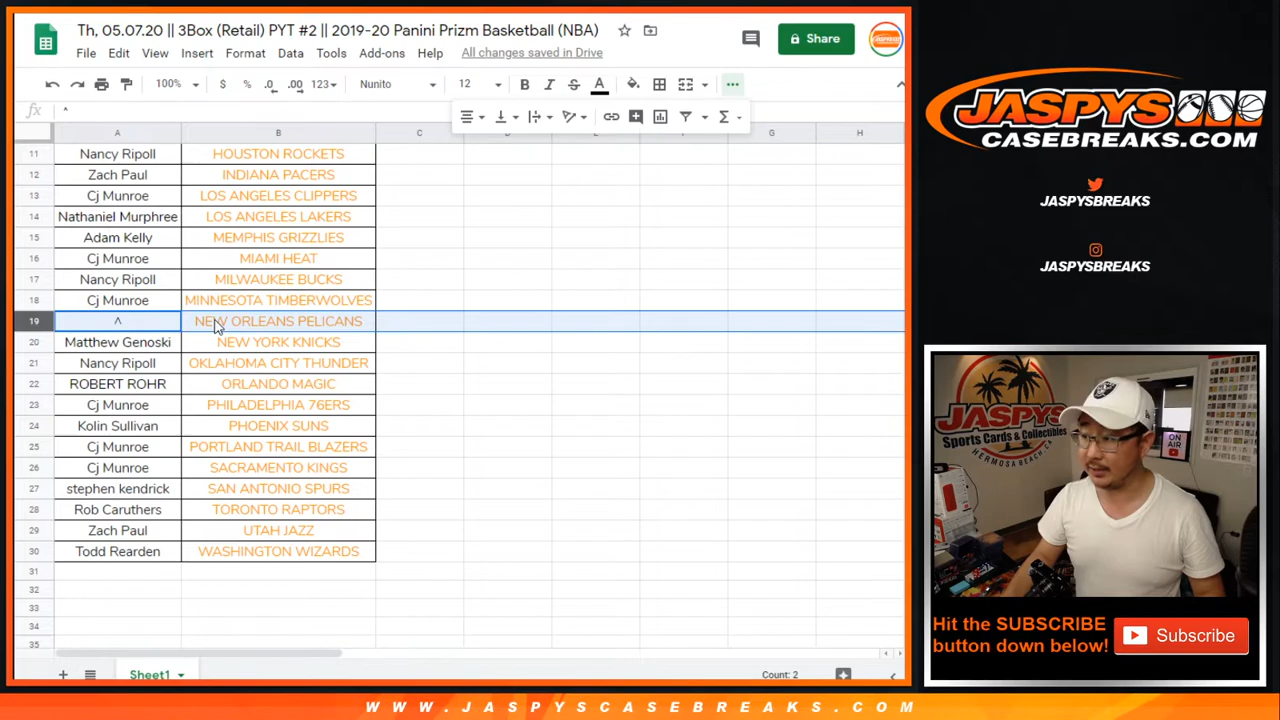 Th, 05.07.20 || 3Box (Retail) PYT #2 || 2019-20 Panini Prizm Basketball (NBA)
File Edit View Insert Format Data Tools Add-ons Help All changes saved in Drive
Share
100% $ % .0 .00 123 Nunito 12 B I S A
fx ^
A B C G H
11 Nancy Ripoll HOUSTON ROCKETS
12 Zach Paul INDIANA PACERS
13 Cj Munroe LOS ANGELES CLIPPERS
14 Nathaniel Murphree LOS ANGELES LAKERS
15 Adam Kelly MEMPHIS GRIZZLIES
16 Cj Munroe MIAMI HEAT
17 Nancy Ripoll MILWAUKEE BUCKS
18 Cj Munroe MINNESOTA TIMBERWOLVES
19 ^ NEW ORLEANS PELICANS
20 Matthew Genoski NEW YORK KNICKS
21 Nancy Ripoll OKLAHOMA CITY THUNDER
22 ROBERT ROHR ORLANDO MAGIC
23 Cj Munroe PHILADELPHIA 76ERS
24 Kolin Sullivan PHOENIX SUNS
25 Cj Munroe PORTLAND TRAIL BLAZERS
26 Cj Munroe SACRAMENTO KINGS
27 stephen kendrick SAN ANTONIO SPURS
28 Rob Caruthers TORONTO RAPTORS
29 Zach Paul UTAH JAZZ
30 Todd Rearden WASHINGTON WIZARDS
31
32
33
34
35
Sheet1
Count: 2
JASPYS
CASEBREAKS.COM
JASPYSBREAKS
JASPYSBREAKS
JASPYS
Sports Cards & Collectibles
HERMOSA BEACH, CA
ON AIR
Hit the SUBSCRIBE
button down below!
Subscribe
WWW.JASPYSCASEBREAKS.COM